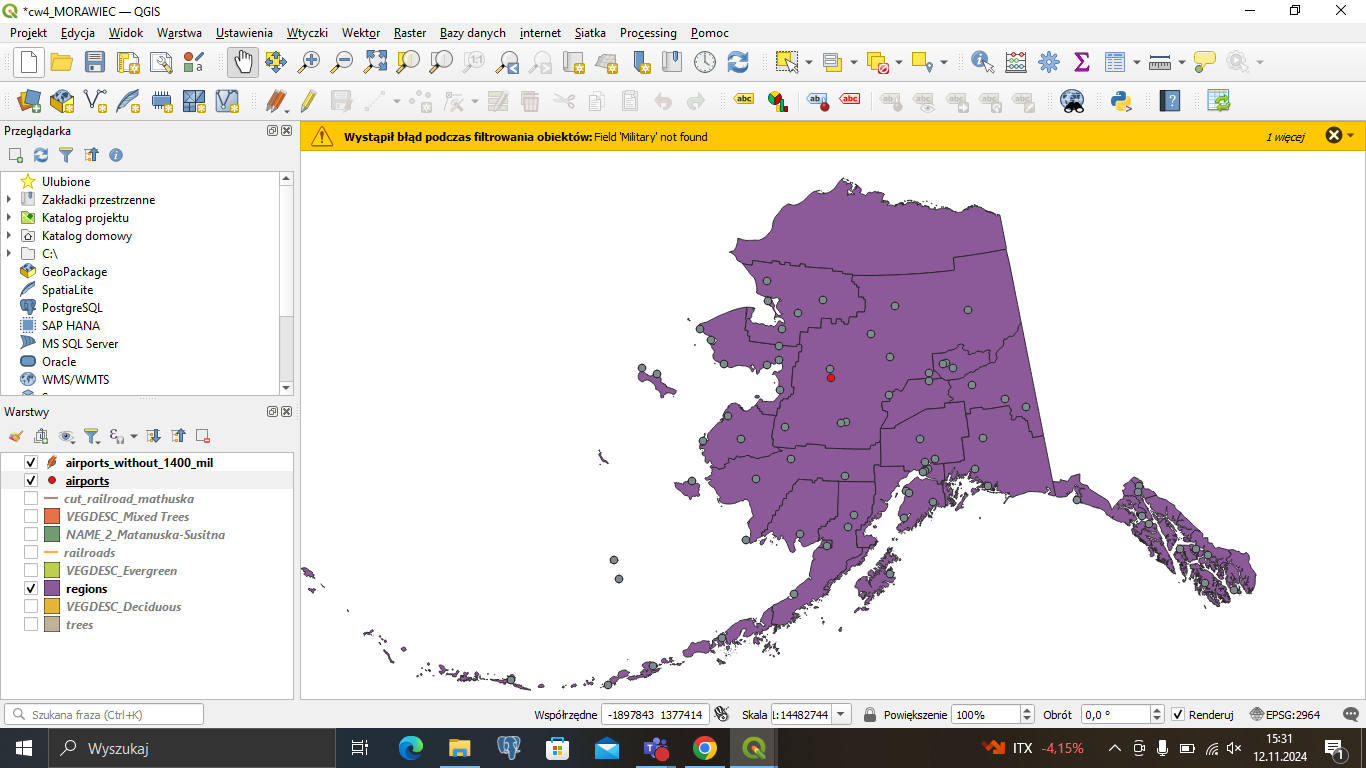 *cw4_MORAWIEC — QGIS
Projekt Edycja Widok Warstwa Ustawienia Wtyczki Wektor Raster Bazy danych internet Siatka Processing Pomoc
Przeglądarka
Wystąpił błąd podczas filtrowania obiektów: Field 'Military' not found
1 więcej
Ulubione
Zakładki przestrzenne
Katalog projektu
Katalog domowy
C:\
GeoPackage
SpatiaLite
PostgreSQL
SAP HANA
MS SQL Server
Oracle
WMS/WMTS
Warstwy
airports_without_1400_mil
airports
cut_railroad_mathuska
VEGDESC_Mixed Trees
NAME_2_Matanuska-Susitna
railroads
VEGDESC_Evergreen
regions
VEGDESC_Deciduous
trees
Szukana fraza (Ctrl+K)
Współrzędne -1897843 1377414 Skala 1:14482744 Powiększenie 100% Obrót 0,0 ° Renderuj EPSG:2964
Wyszukaj
ITX -4,15%
15:31
12.11.2024
1